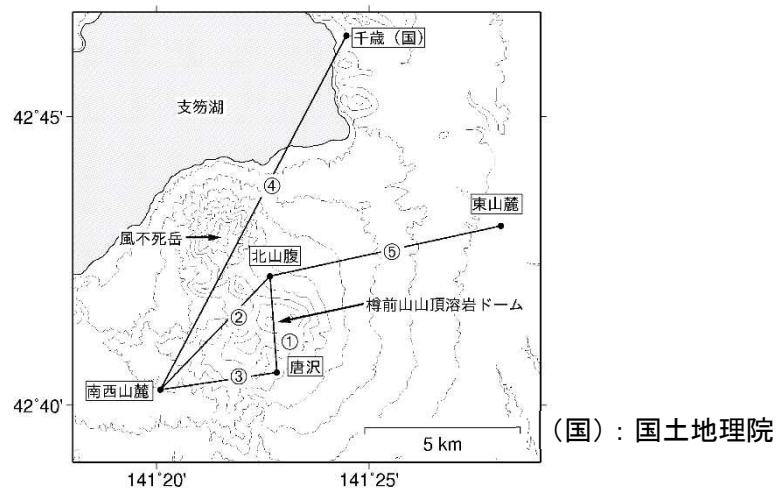 千歳（国）
支笏湖
42˚45'
④
東山麓
風不死岳
北山腹
⑤
②
樽前山山頂溶岩ドーム
①
唐沢
南西山麓
③
42˚40'
5 km
（国）：国土地理院
141˚20'
141˚25'